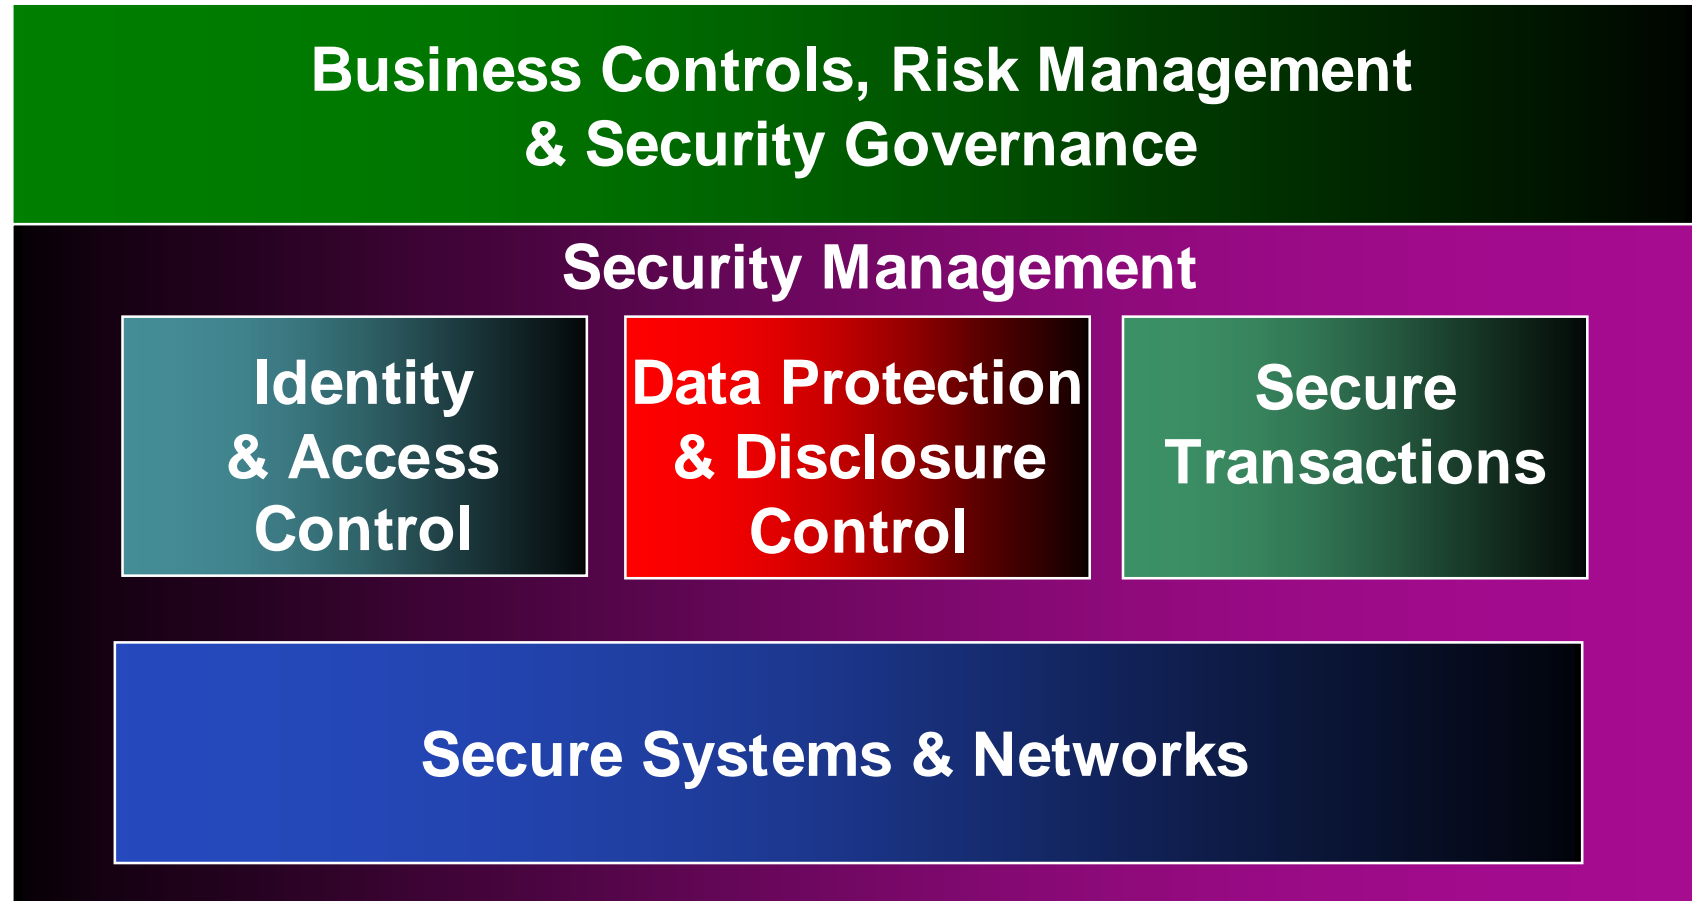 Business Controls, Risk Management
& Security Governance
Security Management
Identity
& Access
Control
Data Protection
& Disclosure
Control
Secure
Transactions
Secure Systems & Networks